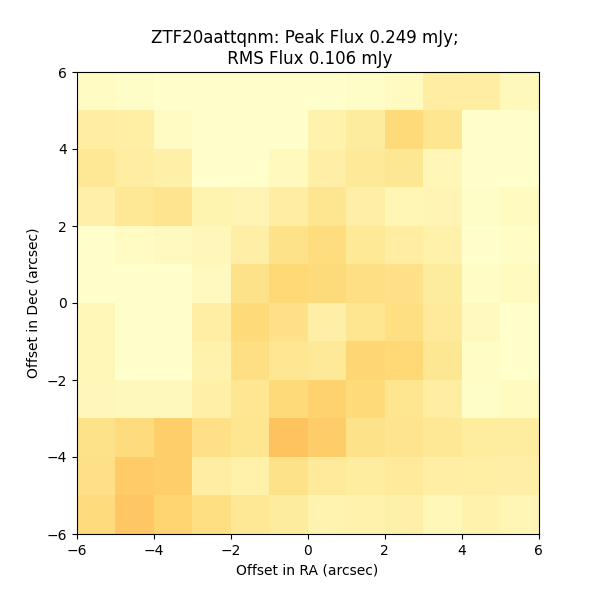 ZTF20aattqnm: Peak Flux 0.249 mJy;
RMS Flux 0.106 mJy
6
4
2
0
−2
−4
−6
Offset in Dec (arcsec)
−6 −4 −2 0 2 4 6
Offset in RA (arcsec)